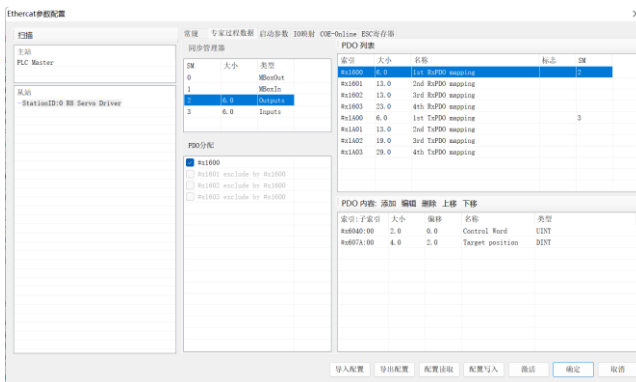 Ethercat参数配置
扫描
主站
PLC Master
从站
-StationID:0 HS Servo Driver
常规 专家过程数据 启动参数 IO映射 COE-Online ESC寄存器
同步管理器
SM 大小 类型
0 MBoxOut
1 MBoxIn
2 6.0 Outputs
3 6.0 Inputs
PDO分配
#x1600
#x1601 exclude by #x1600
#x1602 exclude by #x1600
#x1603 exclude by #x1600
PDO 列表
索引 大小 名称 标志 SM
#x1600 6.0 1st RxPDO mapping 2
#x1601 13.0 2nd RxPDO mapping
#x1602 13.0 3rd RxPDO mapping
#x1603 23.0 4th RxPDO mapping
#x1A00 6.0 1st TxPDO mapping 3
#x1A01 13.0 2nd TxPDO mapping
#x1A02 19.0 3rd TxPDO mapping
#x1A03 29.0 4th TxPDO mapping
PDO 内容: 添加 编辑 删除 上移 下移
索引:子索引 大小 偏移 名称 类型
#x6040:00 2.0 0.0 Control Word UINT
#x607A:00 4.0 2.0 Target position DINT
导入配置 导出配置 配置读取 配置写入 激活 确定 取消